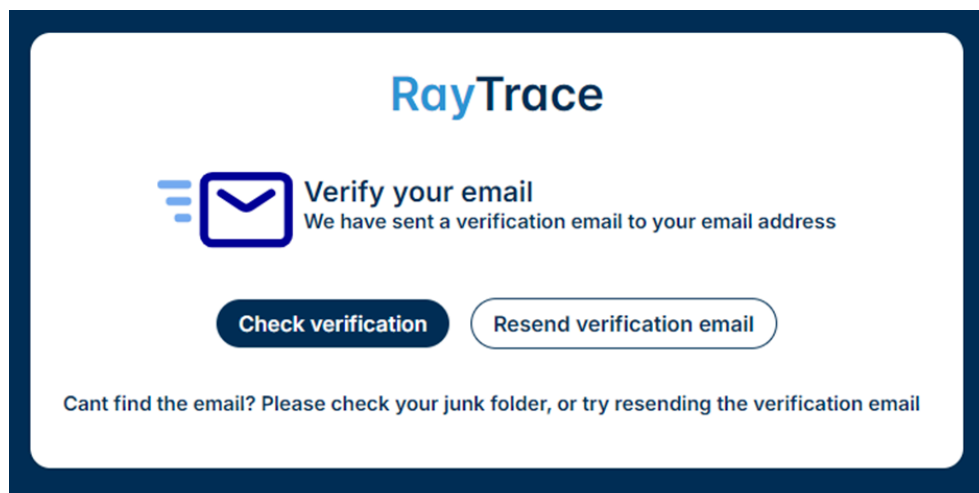 RayTrace
Verify your email
We have sent a verification email to your email address
Check verification
Resend verification email
Cant find the email? Please check your junk folder, or try resending the verification email